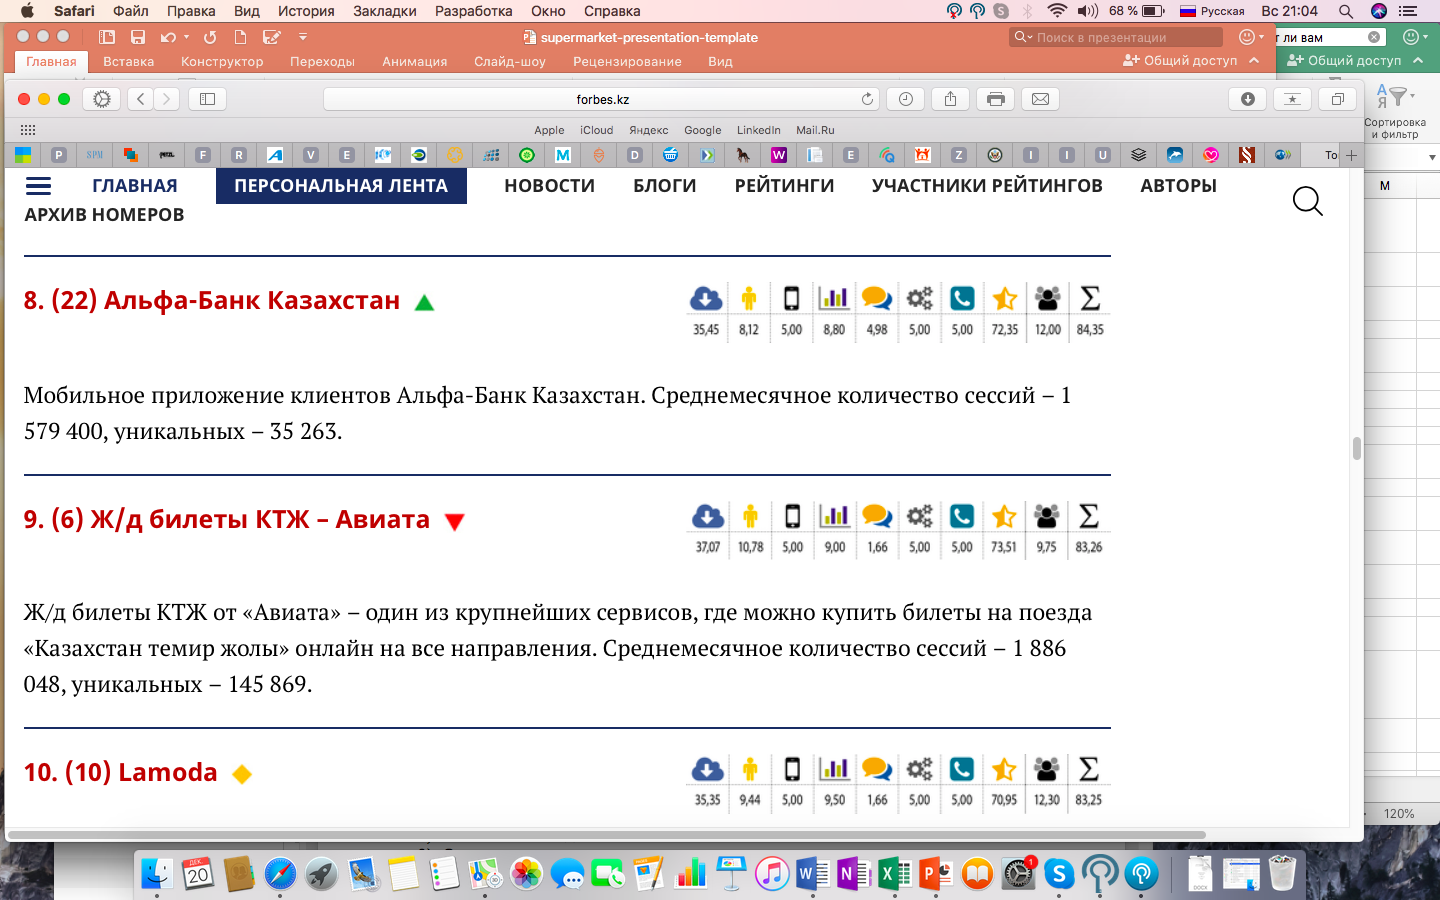 Safari Файл Правка Вид История Закладки Разработка Окно Справка 68 % Русская Вс 21:04
supermarket-presentation-template Поиск в презентации т ли вам
Главная Вставка Конструктор Переходы Анимация Слайд-шоу Рецензирование Вид Общий доступ Общий доступ
forbes.kz
Сортировка
и фильтр
Apple iCloud Яндекс Google LinkedIn Mail.Ru
То
ГЛАВНАЯ ПЕРСОНАЛЬНАЯ ЛЕНТА НОВОСТИ БЛОГИ РЕЙТИНГИ УЧАСТНИКИ РЕЙТИНГОВ АВТОРЫ
M
АРХИВ НОМЕРОВ
8. (22) Альфа-Банк Казахстан
35,45 8,12 5,00 8,80 4,98 5,00 5,00 72,35 12,00 84,35
Мобильное приложение клиентов Альфа-Банк Казахстан. Среднемесячное количество сессий – 1
579 400, уникальных – 35 263.
9. (6) Ж/д билеты КТЖ – Авиата
37,07 10,78 5,00 9,00 1,66 5,00 5,00 73,51 9,75 83,26
Ж/д билеты КТЖ от «Авиата» – один из крупнейших сервисов, где можно купить билеты на поезда
«Казахстан темир жолы» онлайн на все направления. Среднемесячное количество сессий – 1 886
048, уникальных – 145 869.
10. (10) Lamoda
35,35 9,44 5,00 9,50 1,66 5,00 5,00 70,95 12,30 83,25
120%
ДЕК.
20